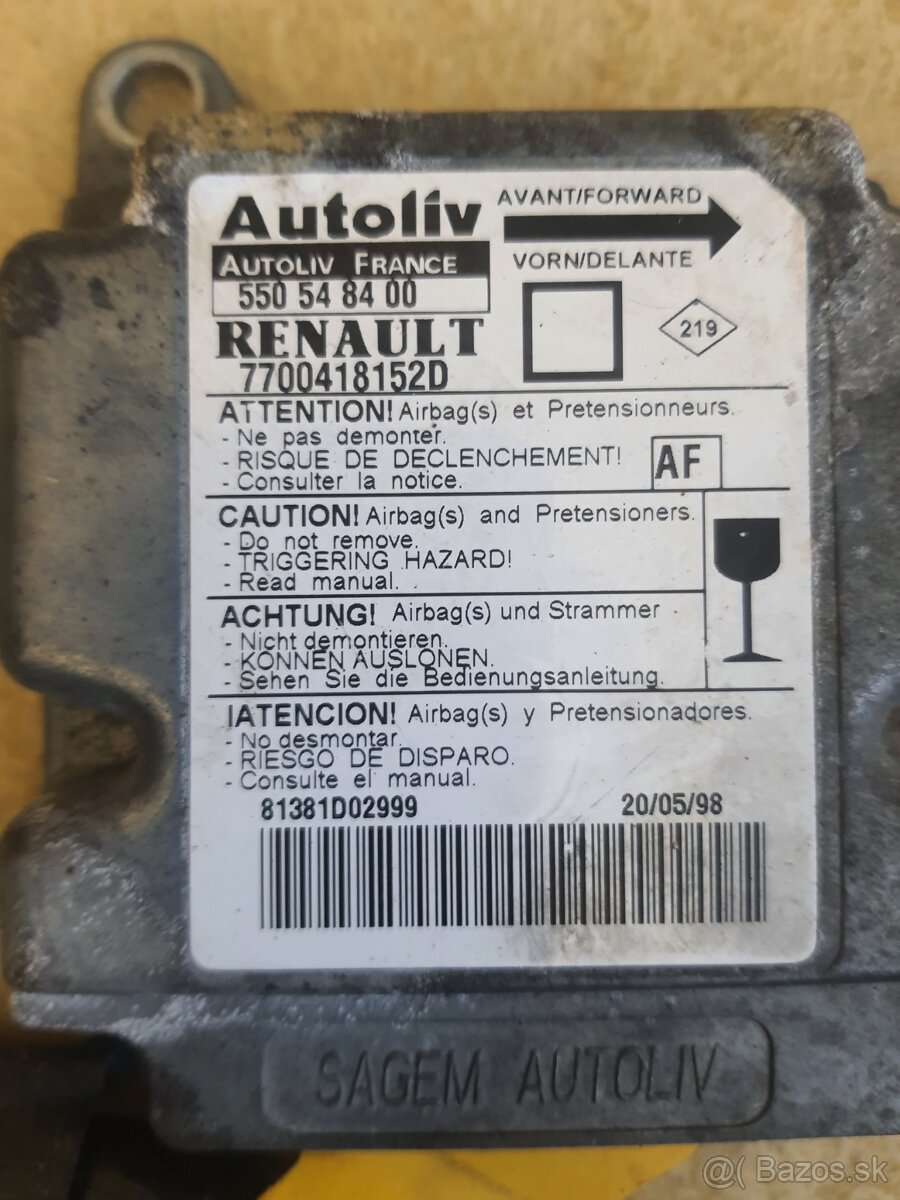 Autoliv
AVANT/FORWARD
AUTOLIV FRANCE
VORN/DELANTE
550 54 84 00
RENAULT
219
7700418152D
ATTENTION! Airbag(s) et Pretensionneurs.
- Ne pas demonter.
- RISQUE DE DECLENCHEMENT!
- Consulter la notice.
AF
CAUTION! Airbag(s) and Pretensioners.
- Do not remove.
- TRIGGERING HAZARD!
- Read manual.
ACHTUNG! Airbag(s) und Strammer
- Nicht demontieren.
- KONNEN AUSLONEN.
- Sehen Sie die Bedienungsanleitung.
IATENCION! Airbag(s) y Pretensionadores.
- No desmontar.
- RIESGO DE DISPARO.
- Consulte el manual.
81381D02999
20/05/98
SAGEM AUTOLIV
@( Bazos.sk